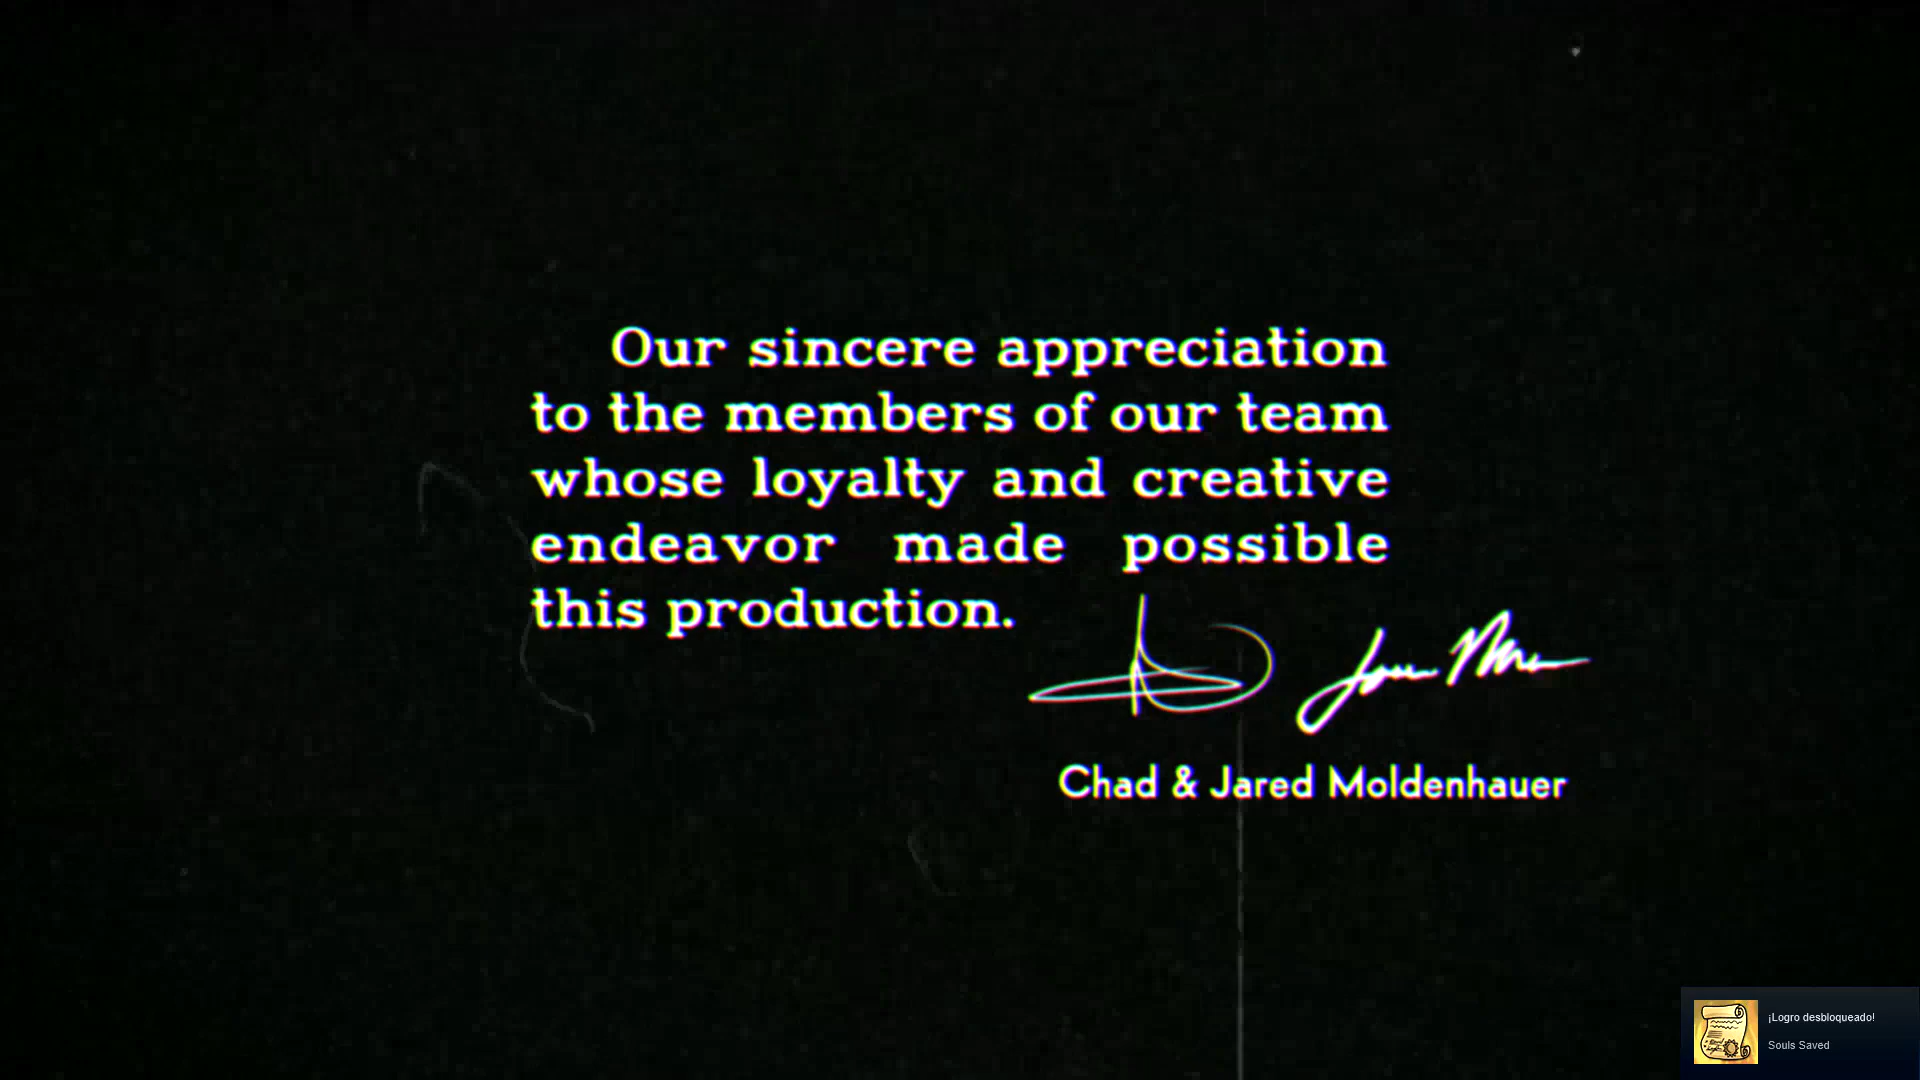 Our sincere appreciation
to the members of our team
whose loyalty and creative
endeavor made possible
this production.
Chad & Jared Moldenhauer
¡Logro desbloqueado!
Souls Saved